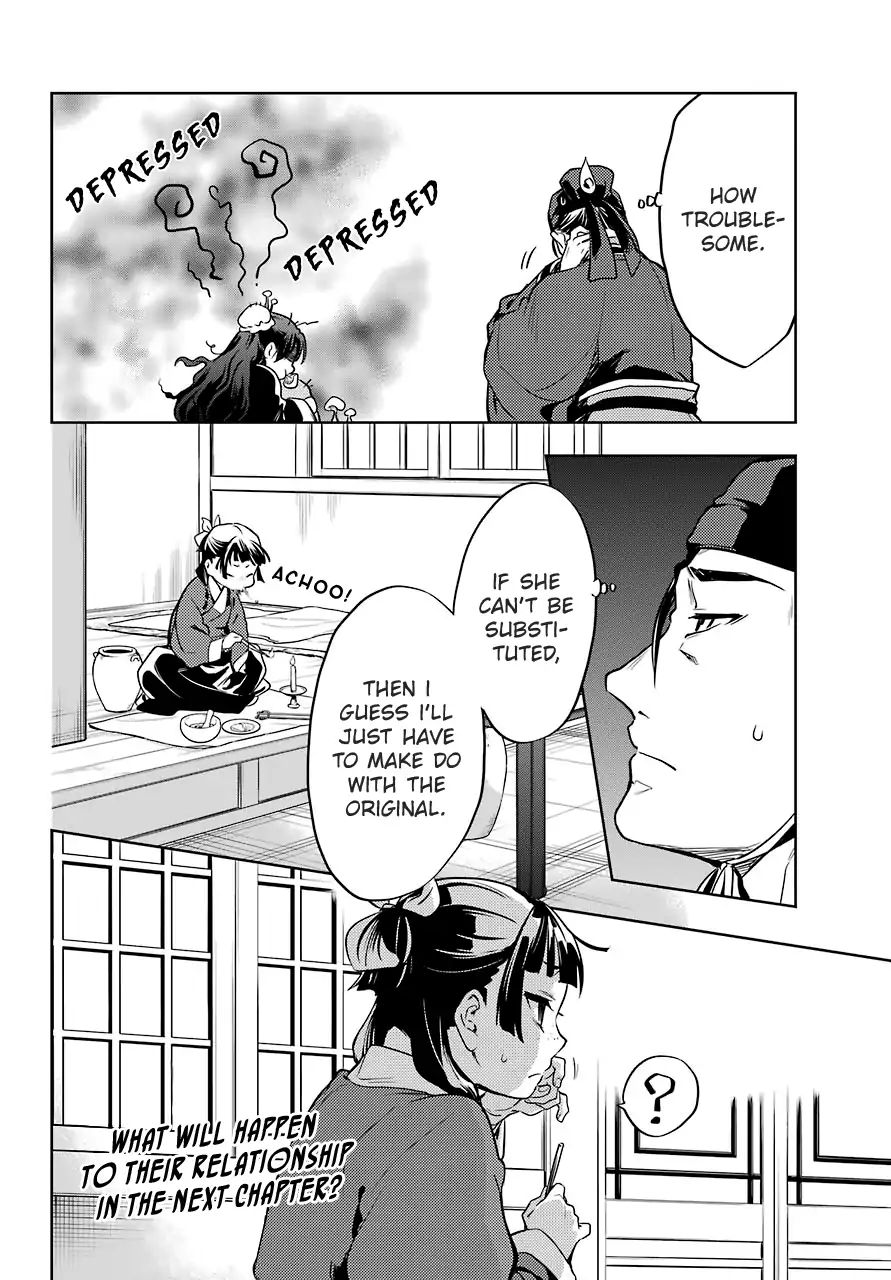 HOW
TROUBLE-
SOME.
DEPRESSED
DEPRESSED
IF SHE
CAN'T BE
SUBSTI-
TUTED,
THEN I
GUESS I'LL
JUST HAVE
TO MAKE DO
WITH THE
ORIGINAL.
ACHOO!
?
WHAT WILL HAPPEN
TO THEIR RELATIONSHIP
IN THE NEXT CHAPTER?